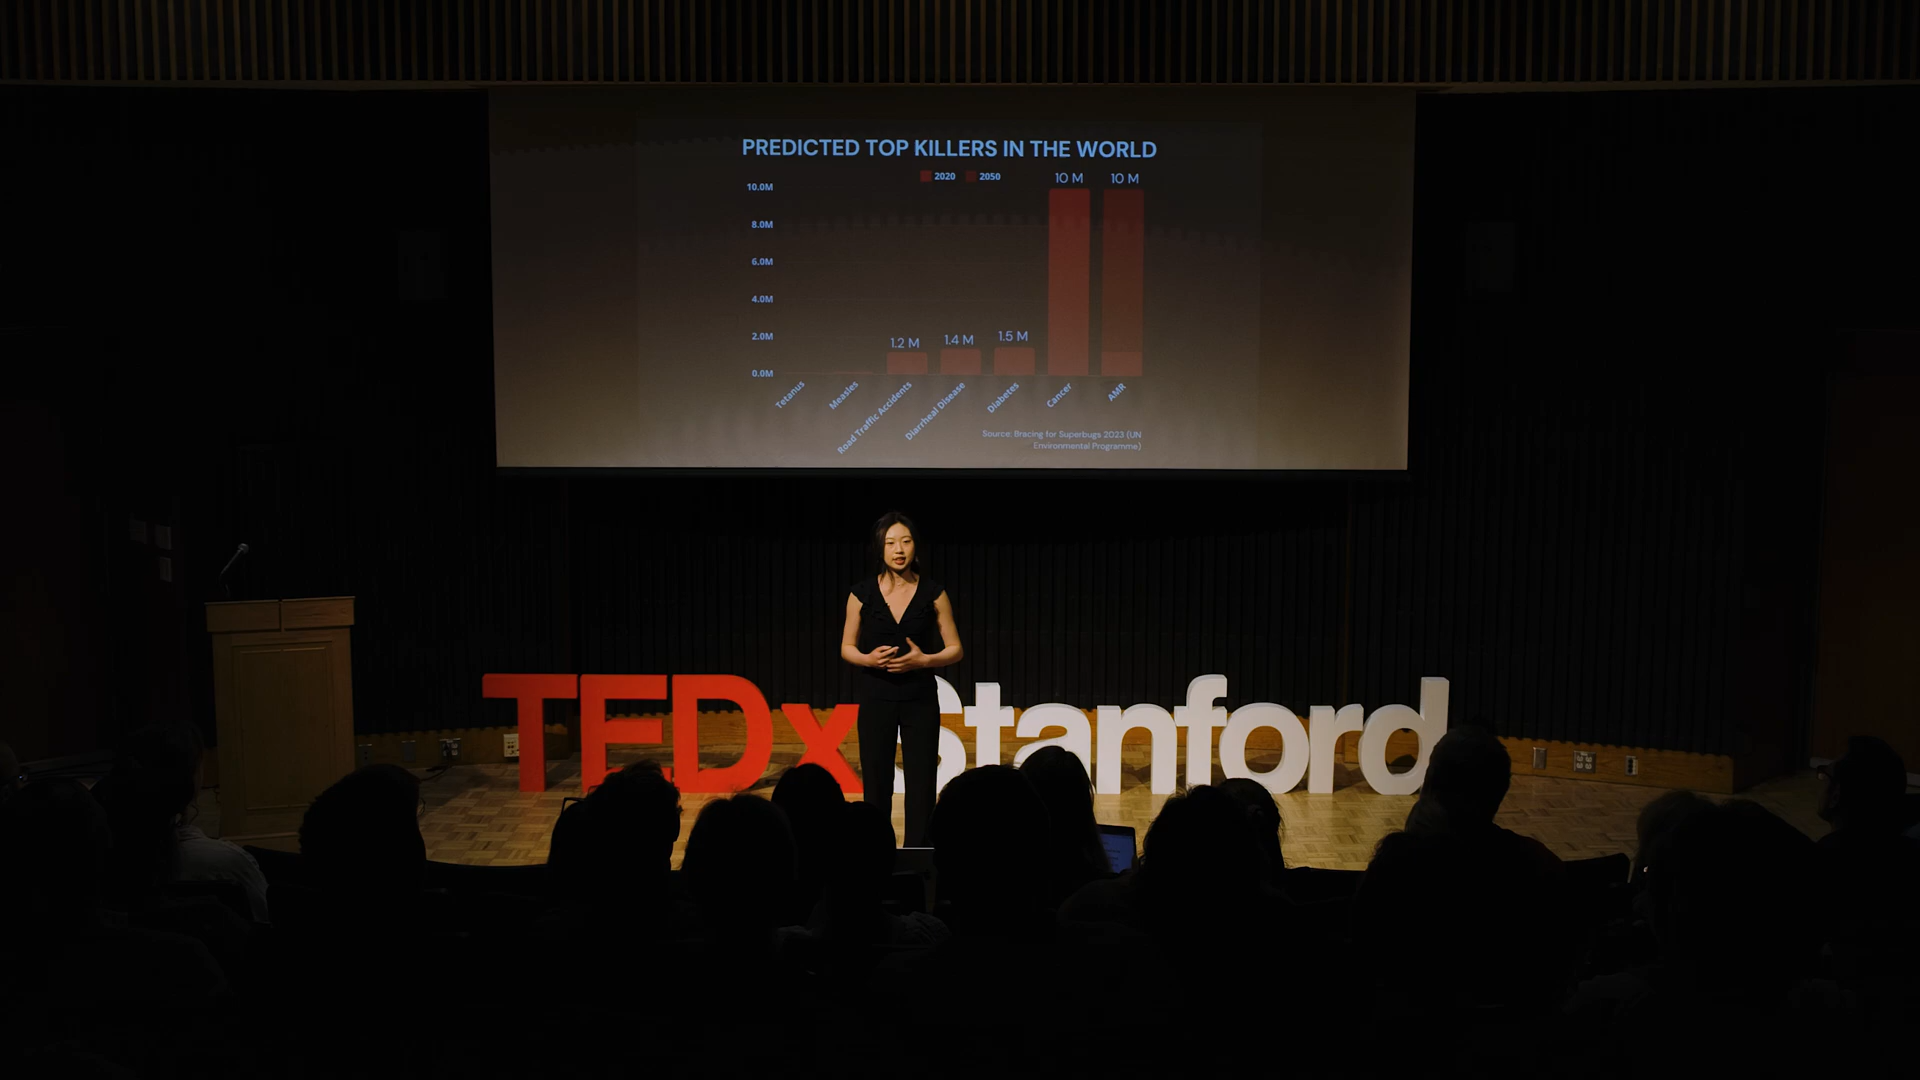 PREDICTED TOP KILLERS IN THE WORLD
2020 2050
10 M 10 M
10.0M
8.0M
6.0M
4.0M
2.0M
0.0M
1.2 M 1.4 M 1.5 M
Tetanus
Measles
Road Traffic Accidents
Diarrheal Disease
Diabetes
Cancer
AMR
Source: Bracing for Superbugs 2023 (UN
Environmental Programme)
TEDxStanford